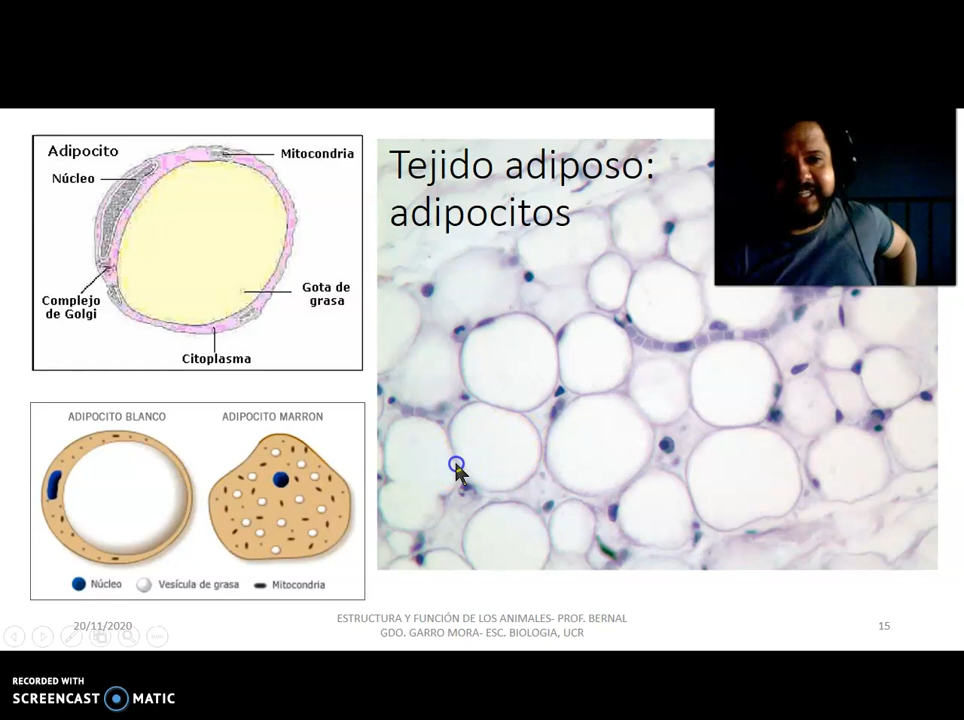 Adipocito
Núcleo
Mitocondria
Complejo
de Golgi
Gota de
grasa
Citoplasma
Tejido adiposo:
adipocitos
ADIPOCITO BLANCO
ADIPOCITO MARRON
Núcleo
Vesícula de grasa
Mitocondria
20/11/2020
ESTRUCTURA Y FUNCIÓN DE LOS ANIMALES- PROF. BERNAL
GDO. GARRO MORA- ESC. BIOLOGIA, UCR
15
RECORDED WITH
SCREENCAST MATIC